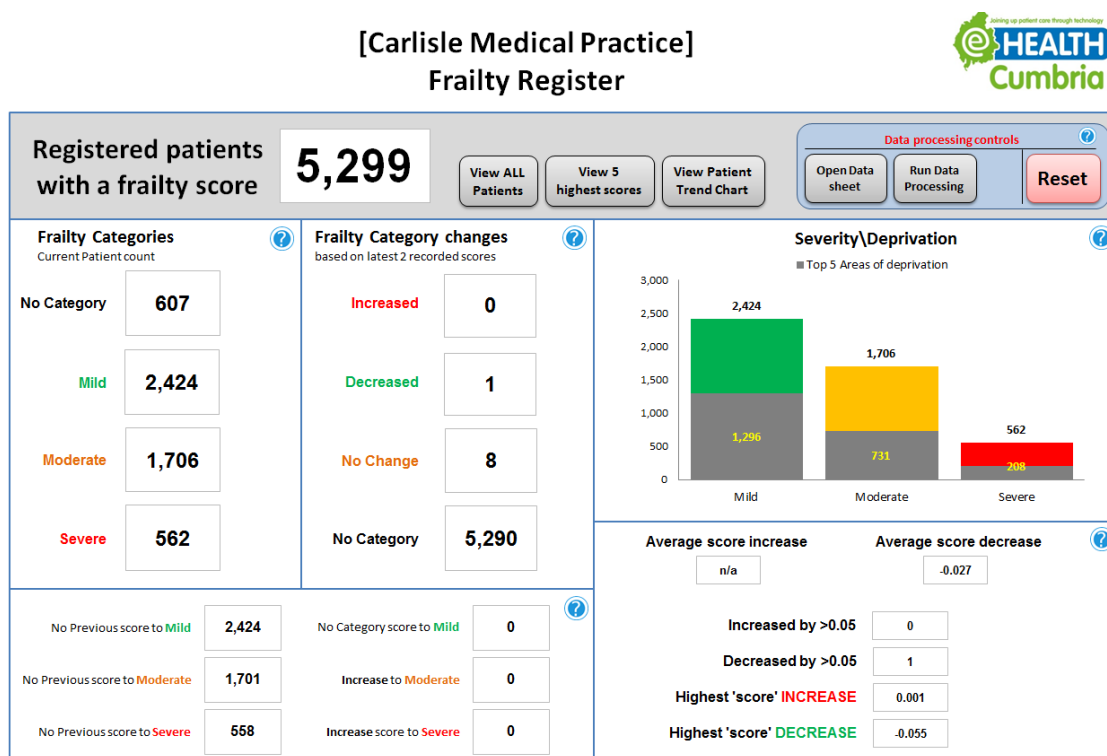 [Carlisle Medical Practice]
Frailty Register
Joining up patient care through technology
e HEALTH
Cumbria
Registered patients
with a frailty score
5,299
View ALL
Patients
View 5
highest scores
View Patient
Trend Chart
Data processing controls
?
Open Data
sheet
Run Data
Processing
Reset
Frailty Categories
?
Current Patient count
No Category 607
Mild 2,424
Moderate 1,706
Severe 562
Frailty Category changes
?
based on latest 2 recorded scores
Increased 0
Decreased 1
No Change 8
No Category 5,290
Severity\Deprivation
?
Top 5 Areas of deprivation
3,000
2,500
2,000
1,500
1,000
500
0
2,424
1,296
1,706
731
562
208
Mild Moderate Severe
No Previous score to Mild 2,424
No Previous score to Moderate 1,701
No Previous score to Severe 558
?
No Category score to Mild 0
Increase to Moderate 0
Increase score to Severe 0
Average score increase Average score decrease
?
n/a -0.027
Increased by >0.05 0
Decreased by >0.05 1
Highest 'score' INCREASE 0.001
Highest 'score' DECREASE -0.055